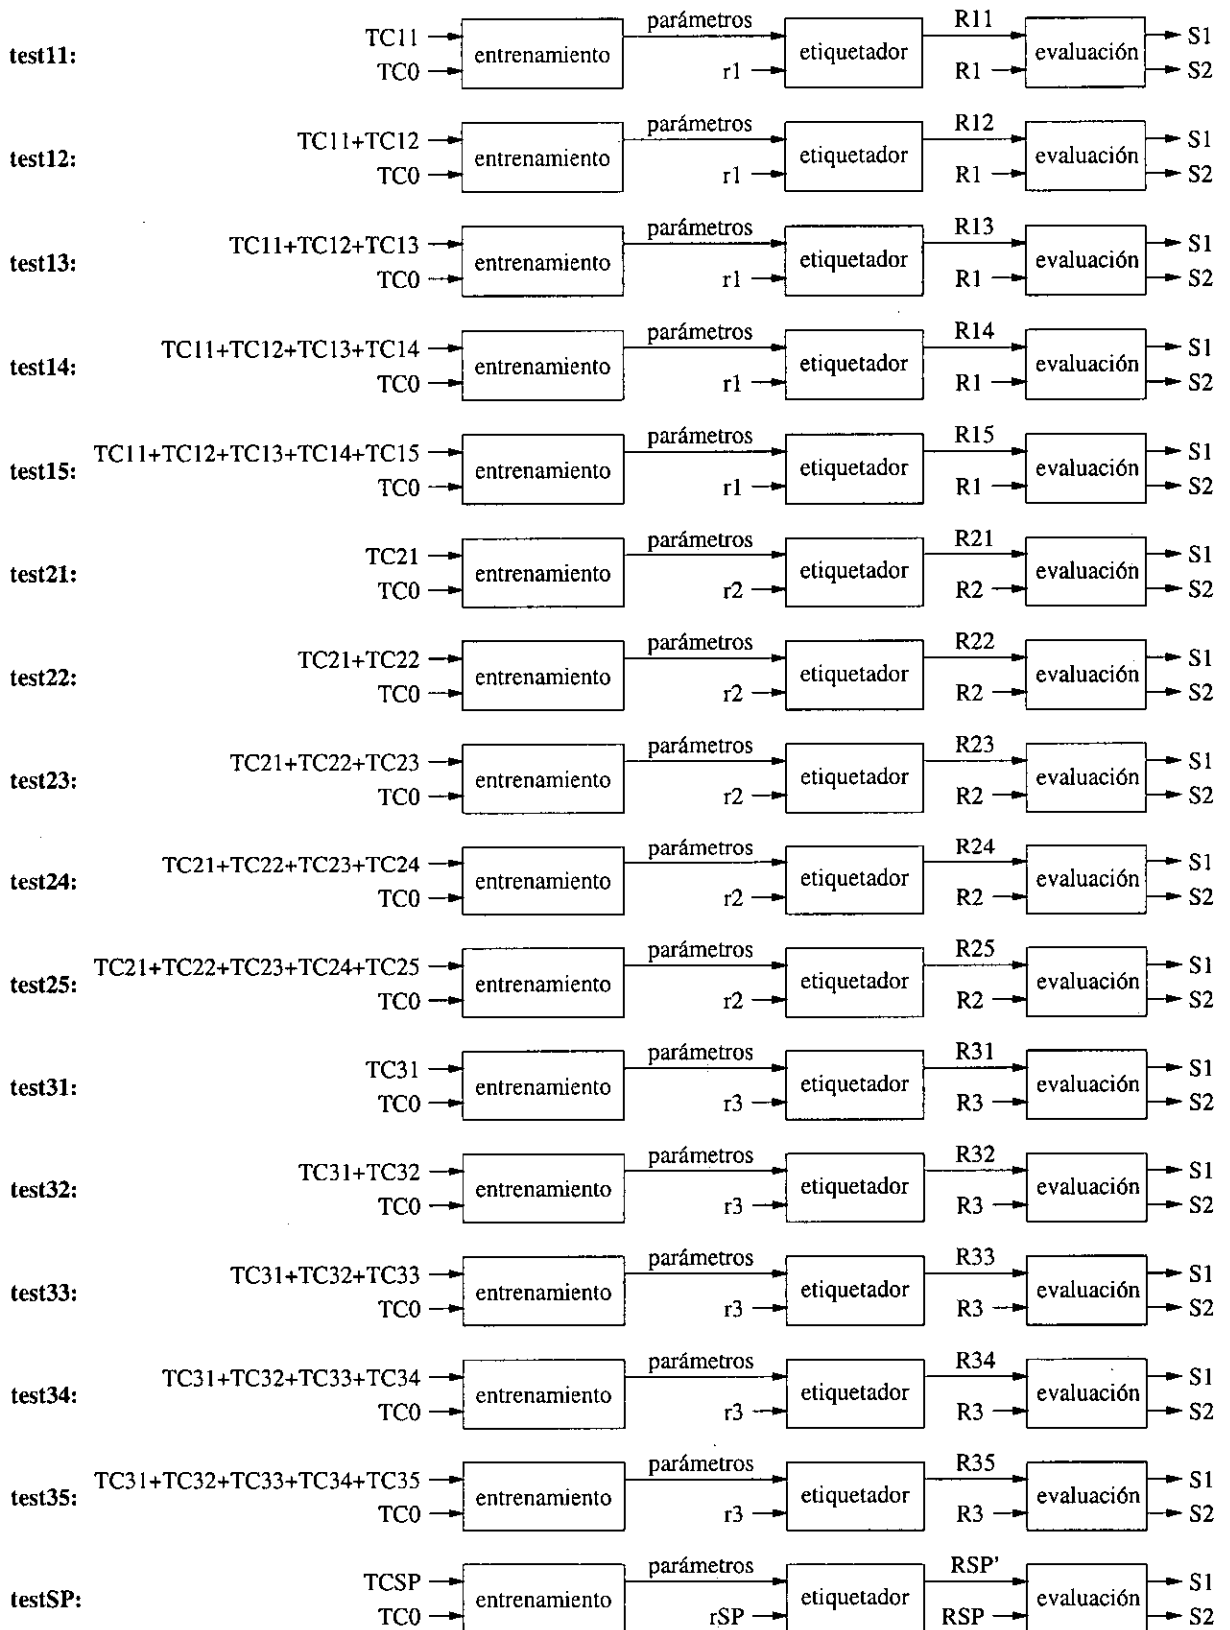 parámetros R11
TC11 S1
test11: entrenamiento etiquetador evaluación
TC0 r1 R1 S2
parámetros R12
TC11+TC12 S1
test12: entrenamiento etiquetador evaluación
TC0 r1 R1 S2
parámetros R13
TC11+TC12+TC13 S1
test13: entrenamiento etiquetador evaluación
TC0 r1 R1 S2
parámetros R14
TC11+TC12+TC13+TC14 S1
test14: entrenamiento etiquetador evaluación
TC0 r1 R1 S2
parámetros R15
TC11+TC12+TC13+TC14+TC15 S1
test15: entrenamiento etiquetador evaluación
TC0 r1 R1 S2
parámetros R21
TC21 S1
test21: entrenamiento etiquetador evaluación
TC0 r2 R2 S2
parámetros R22
TC21+TC22 S1
test22: entrenamiento etiquetador evaluación
TC0 r2 R2 S2
parámetros R23
TC21+TC22+TC23 S1
test23: entrenamiento etiquetador evaluación
TC0 r2 R2 S2
parámetros R24
TC21+TC22+TC23+TC24 S1
test24: entrenamiento etiquetador evaluación
TC0 r2 R2 S2
parámetros R25
TC21+TC22+TC23+TC24+TC25 S1
test25: entrenamiento etiquetador evaluación
TC0 r2 R2 S2
parámetros R31
TC31 S1
test31: entrenamiento etiquetador evaluación
TC0 r3 R3 S2
parámetros R32
TC31+TC32 S1
test32: entrenamiento etiquetador evaluación
TC0 r3 R3 S2
parámetros R33
TC31+TC32+TC33 S1
test33: entrenamiento etiquetador evaluación
TC0 r3 R3 S2
parámetros R34
TC31+TC32+TC33+TC34 S1
test34: entrenamiento etiquetador evaluación
TC0 r3 R3 S2
parámetros R35
TC31+TC32+TC33+TC34+TC35 S1
test35: entrenamiento etiquetador evaluación
TC0 r3 R3 S2
parámetros RSP'
TCSP S1
testSP: entrenamiento etiquetador evaluación
TC0 rSP RSP S2